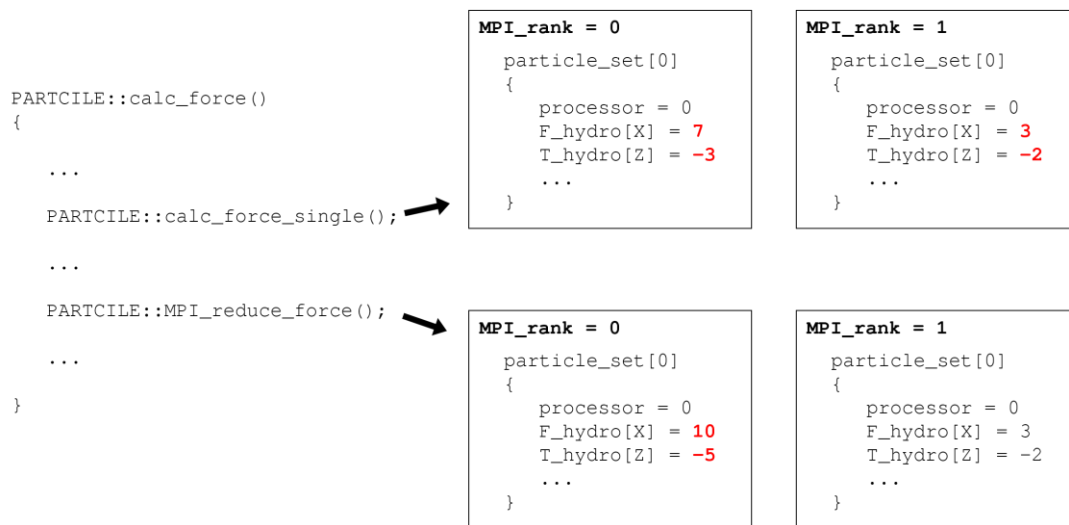 PARTCILE::calc_force()
{
...
PARTCILE::calc_force_single();
...
PARTCILE::MPI_reduce_force();
...
}
MPI_rank = 0
particle_set[0]
{
processor = 0
F_hydro[X] = 7
T_hydro[Z] = −3
...
}
MPI_rank = 1
particle_set[0]
{
processor = 0
F_hydro[X] = 3
T_hydro[Z] = −2
...
}
MPI_rank = 0
particle_set[0]
{
processor = 0
F_hydro[X] = 10
T_hydro[Z] = −5
...
}
MPI_rank = 1
particle_set[0]
{
processor = 0
F_hydro[X] = 3
T_hydro[Z] = −2
...
}